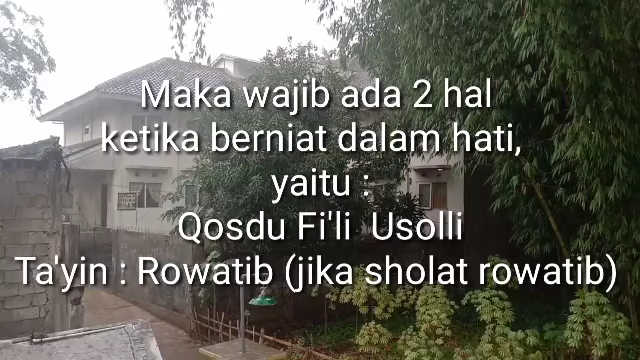 Maka wajib ada 2 hal
ketika berniat dalam hati,
yaitu :
Qosdu Fi'li Usolli
Ta'yin : Rowatib (jika sholat rowatib)